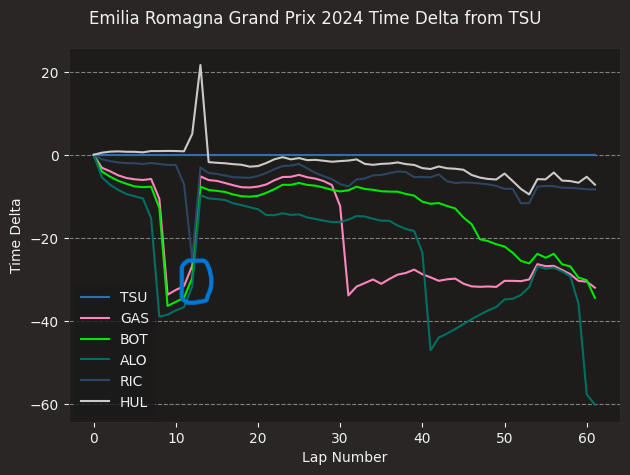 Emilia Romagna Grand Prix 2024 Time Delta from TSU
Time Delta
20
0
−20
−40
−60
TSU
GAS
BOT
ALO
RIC
HUL
0 10 20 30 40 50 60
Lap Number